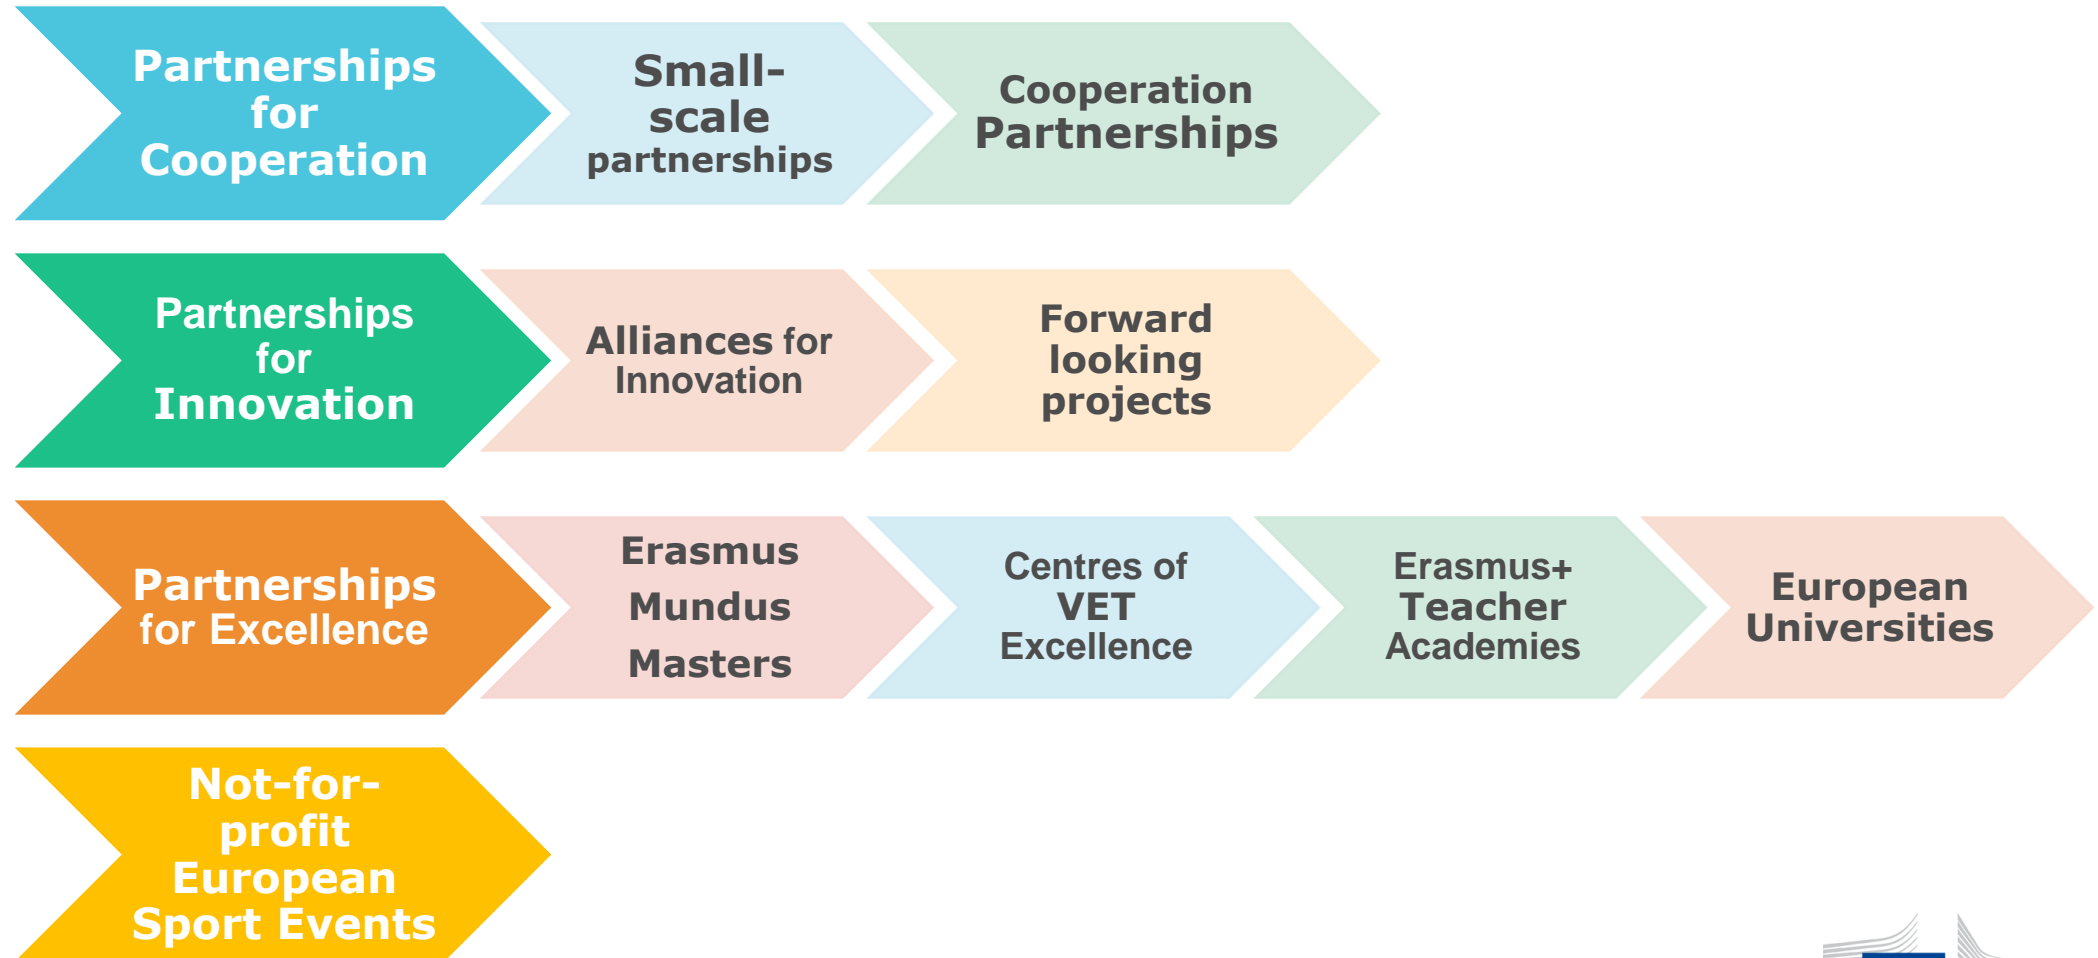 Partnerships
for
Cooperation
Small-
scale
partnerships
Cooperation
Partnerships
Partnerships
for
Innovation
Alliances for
Innovation
Forward
looking
projects
Partnerships
for Excellence
Erasmus
Mundus
Masters
Centres of
VET
Excellence
Erasmus+
Teacher
Academies
European
Universities
Not-for-
profit
European
Sport Events